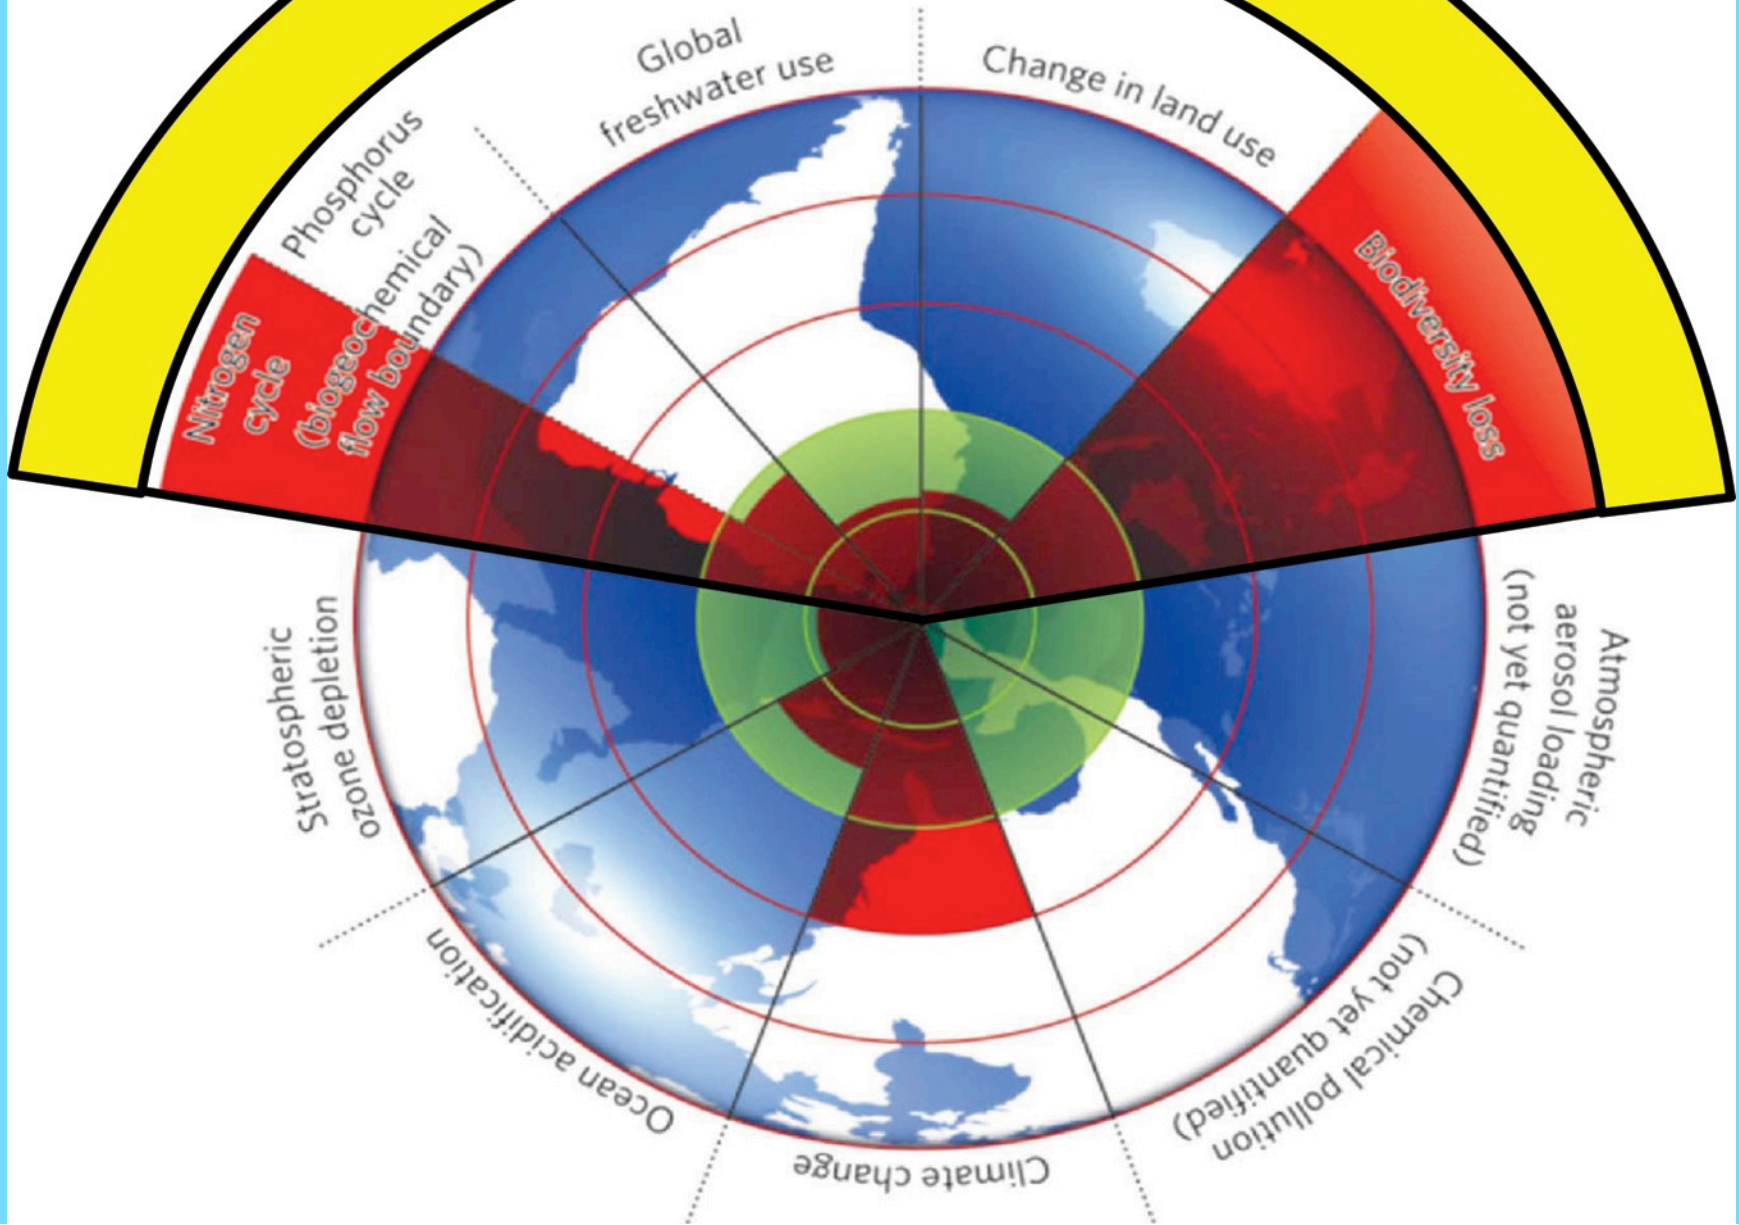 Global
freshwater use
Change in land use
Phosphorus
cycle
(biogeochemical
flow boundary)
Nitrogen
cycle
Biodiversity loss
Stratospheric
ozone depletion
Atmospheric
aerosol loading
(not yet quantified)
Ocean acidification
Climate change
Chemical pollution
(not yet quantified)